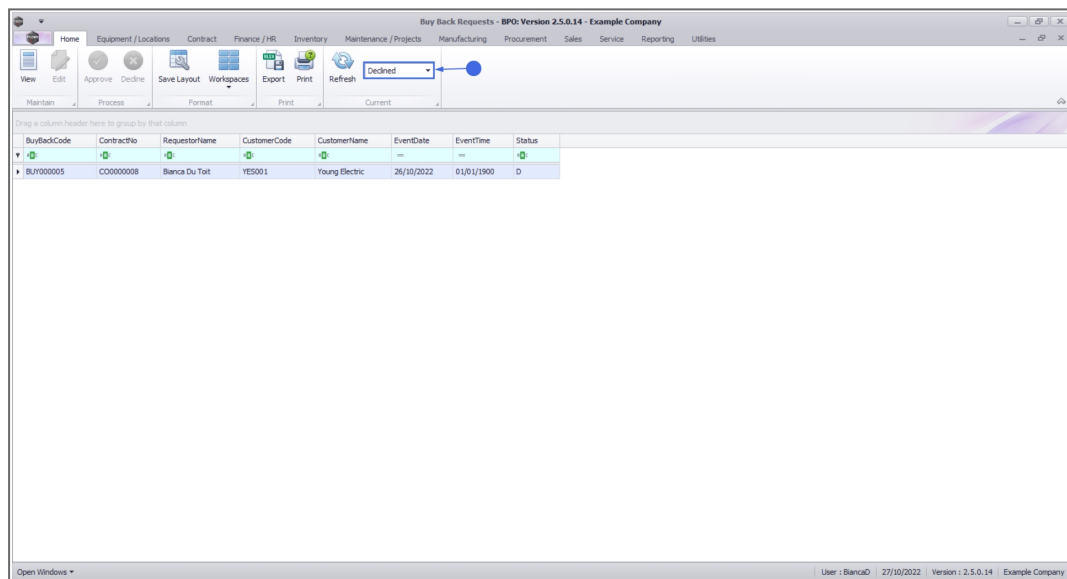 Buy Back Requests - BPO: Version 2.5.0.14 - Example Company
Home Equipment / Locations Contract Finance / HR Inventory Maintenance / Projects Manufacturing Procurement Sales Service Reporting Utilities
View Edit Approve Decline Save Layout Workspaces Export Print Refresh Declined
Maintain Process Format Print Current
Drag a column header here to group by that column
BuyBackCode ContractNo RequestorName CustomerCode CustomerName EventDate EventTime Status
= =
BUY000005 CO0000008 Bianca Du Toit YES001 Young Electric 26/10/2022 01/01/1900 D
Open Windows User : BiancaD 27/10/2022 Version : 2.5.0.14 Example Company